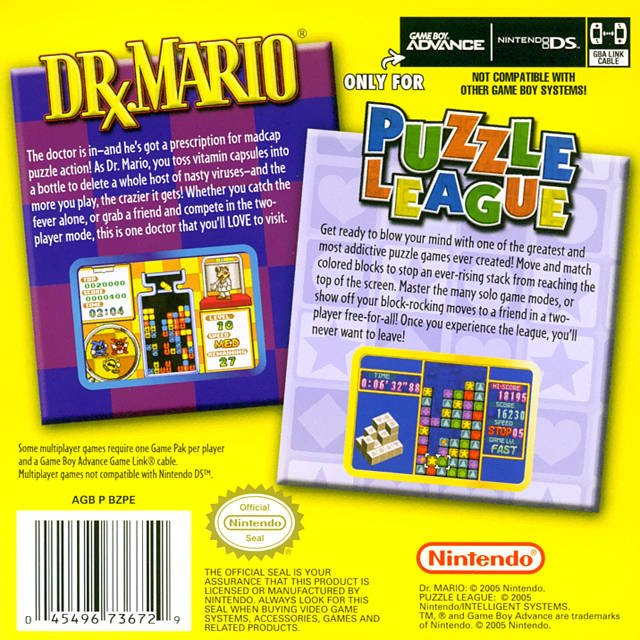 DR. MARIO®
GAME BOY ADVANCE
NINTENDO DS™
GBA LINK
CABLE
ONLY FOR
NOT COMPATIBLE WITH
OTHER GAME BOY SYSTEMS!
The doctor is in–and he's got a prescription for madcap
puzzle action! As Dr. Mario, you toss vitamin capsules into
a bottle to delete a whole host of nasty viruses–and the
more you play, the crazier it gets! Whether you catch the
fever alone, or grab a friend and compete in the two-
player mode, this is one doctor that you'll LOVE to visit.
TOP
0020000
SCORE
0000400
TIME
02:04
LEVEL
10
SPEED
MED
REMAINING
27
PUZZLE
LEAGUE
Get ready to blow your mind with one of the greatest and
most addictive puzzle games ever created! Move and match
colored blocks to stop an ever-rising stack from reaching the
top of the screen. Master the many solo game modes, or
show off your block-rocking moves to a friend in a two-
player free-for-all! Once you experience the league, you'll
never want to leave!
TIME
0:06'32"88
HI-SCORE
18195
SCORE
16230
SPEED
STOP05
GAME LV.
FAST
Some multiplayer games require one Game Pak per player
and a Game Boy Advance Game Link® cable.
Multiplayer games not compatible with Nintendo DS™.
AGB P BZPE
0 45496 73672 9
Official
Nintendo
Seal
THE OFFICIAL SEAL IS YOUR
ASSURANCE THAT THIS PRODUCT IS
LICENSED OR MANUFACTURED BY
NINTENDO. ALWAYS LOOK FOR THIS
SEAL WHEN BUYING VIDEO GAME
SYSTEMS, ACCESSORIES, GAMES AND
RELATED PRODUCTS.
Nintendo®
Dr. MARIO: © 2005 Nintendo.
PUZZLE LEAGUE: © 2005
Nintendo/INTELLIGENT SYSTEMS.
TM, ® and Game Boy Advance are trademarks
of Nintendo. © 2005 Nintendo.